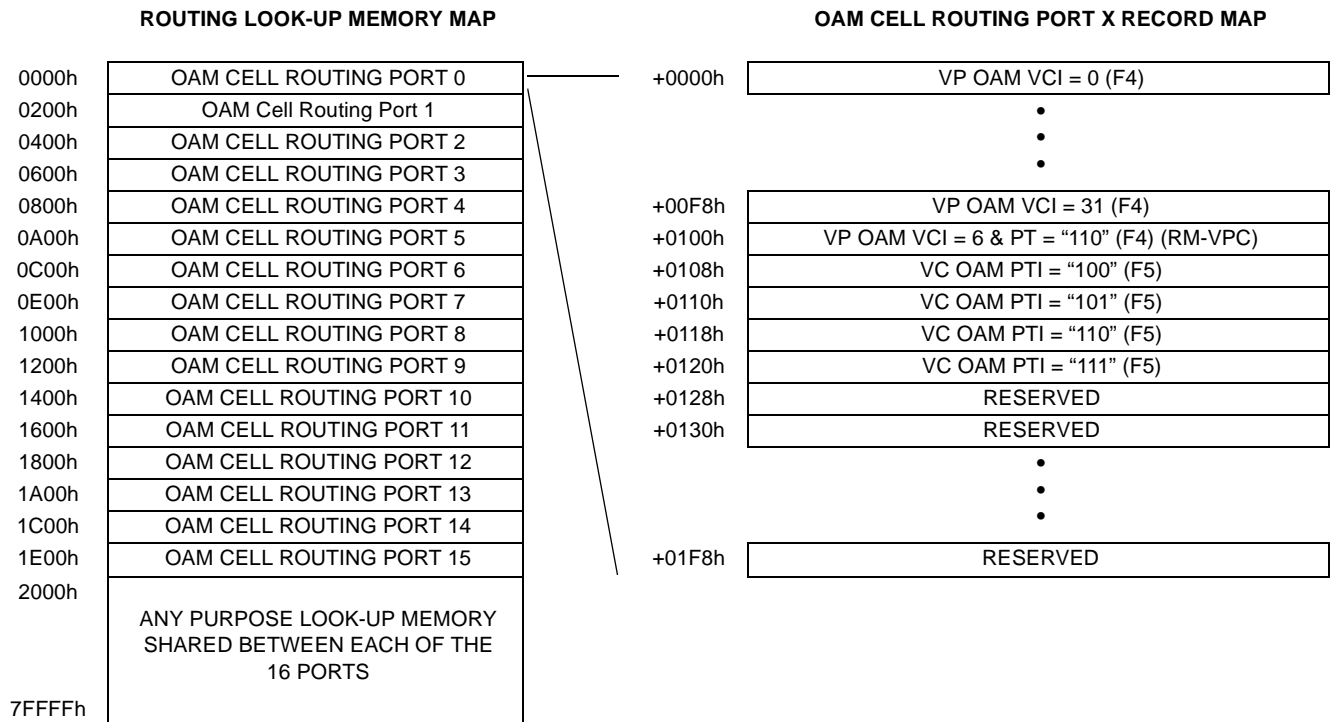 ROUTING LOOK-UP MEMORY MAP
0000h OAM CELL ROUTING PORT 0
0200h OAM Cell Routing Port 1
0400h OAM CELL ROUTING PORT 2
0600h OAM CELL ROUTING PORT 3
0800h OAM CELL ROUTING PORT 4
0A00h OAM CELL ROUTING PORT 5
0C00h OAM CELL ROUTING PORT 6
0E00h OAM CELL ROUTING PORT 7
1000h OAM CELL ROUTING PORT 8
1200h OAM CELL ROUTING PORT 9
1400h OAM CELL ROUTING PORT 10
1600h OAM CELL ROUTING PORT 11
1800h OAM CELL ROUTING PORT 12
1A00h OAM CELL ROUTING PORT 13
1C00h OAM CELL ROUTING PORT 14
1E00h OAM CELL ROUTING PORT 15
2000h
ANY PURPOSE LOOK-UP MEMORY
SHARED BETWEEN EACH OF THE
16 PORTS
7FFFFh
OAM CELL ROUTING PORT X RECORD MAP
+0000h VP OAM VCI = 0 (F4)
•
•
•
+00F8h VP OAM VCI = 31 (F4)
+0100h VP OAM VCI = 6 & PT = “110” (F4) (RM-VPC)
+0108h VC OAM PTI = “100” (F5)
+0110h VC OAM PTI = “101” (F5)
+0118h VC OAM PTI = “110” (F5)
+0120h VC OAM PTI = “111” (F5)
+0128h RESERVED
+0130h RESERVED
•
•
•
+01F8h RESERVED